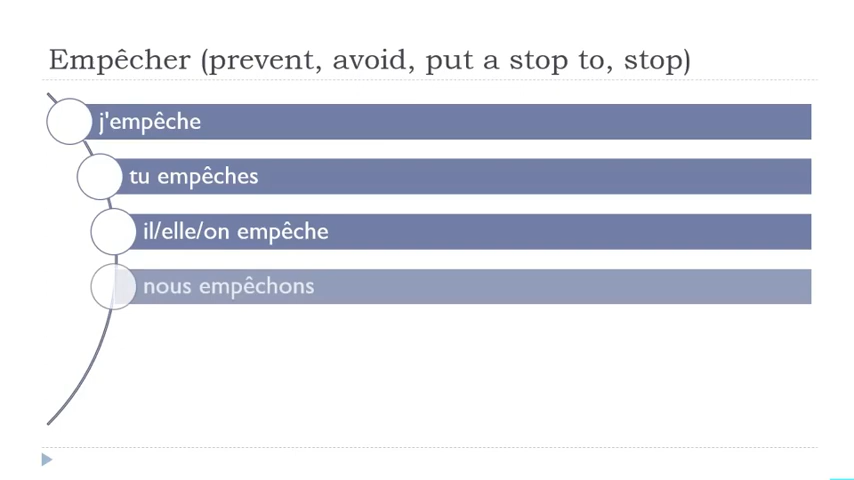 Empêcher (prevent, avoid, put a stop to, stop)
j'empêche
tu empêches
il/elle/on empêche
nous empêchons